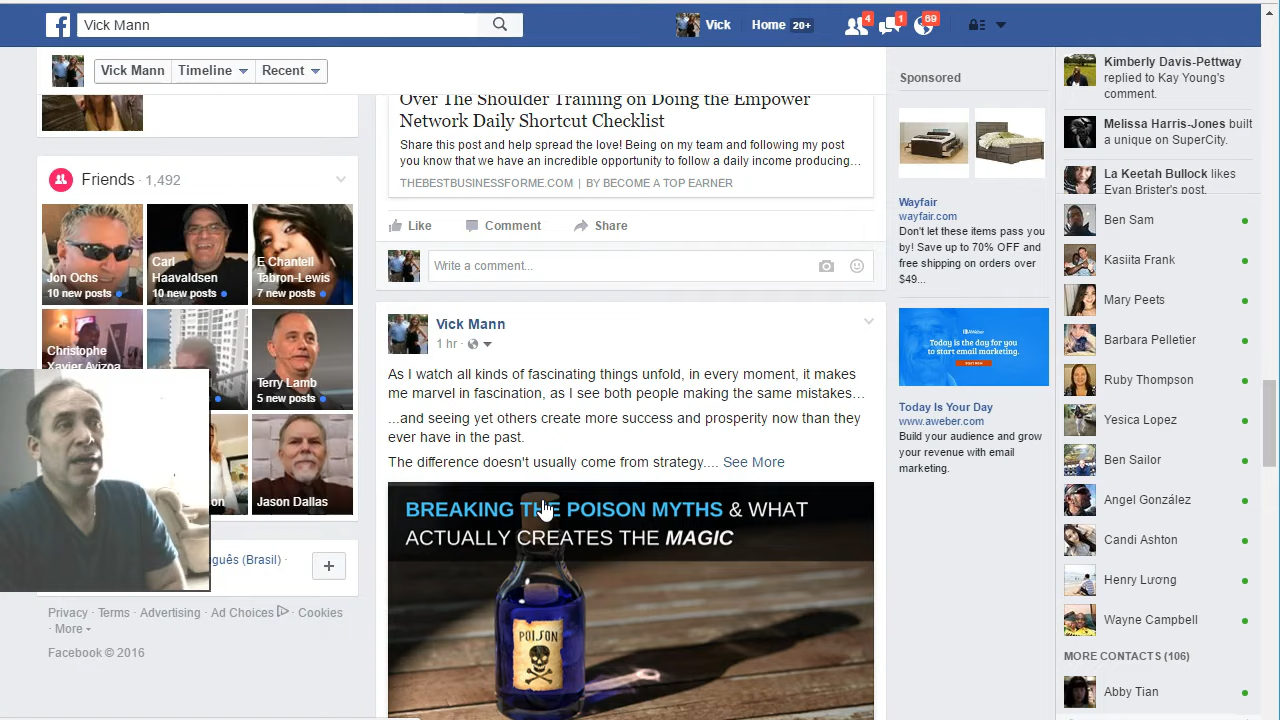 Vick Mann
Vick
Home 20+
4
1
69
Vick Mann
Timeline
Recent
Friends · 1,492
Jon Ochs
10 new posts
Carl
Haavaldsen
10 new posts
E Chantell
Tabron-Lewis
7 new posts
Christophe
Xavier Avizoa
Terry Lamb
5 new posts
Jason Dallas
guês (Brasil) ·
Privacy · Terms · Advertising · Ad Choices · Cookies
· More
Facebook © 2016
Over The Shoulder Training on Doing the Empower
Network Daily Shortcut Checklist
Share this post and help spread the love! Being on my team and following my post
you know that we have an incredible opportunity to follow a daily income producing...
THEBESTBUSINESSFORME.COM | BY BECOME A TOP EARNER
Like
Comment
Share
Write a comment...
Vick Mann
1 hr ·
As I watch all kinds of fascinating things unfold, in every moment, it makes
me marvel in fascination, as I see both people making the same mistakes...
...and seeing yet others create more success and prosperity now than they
ever have in the past.
The difference doesn't usually come from strategy.... See More
BREAKING THE POISON MYTHS & WHAT
ACTUALLY CREATES THE MAGIC
POISON
Sponsored
Wayfair
wayfair.com
Don't let these items pass you
by! Save up to 70% OFF and
free shipping on orders over
$49...
AWeber
Today is the day for you
to start email marketing.
Today Is Your Day
www.aweber.com
Build your audience and grow
your revenue with email
marketing.
Kimberly Davis-Pettway
replied to Kay Young's
comment.
Melissa Harris-Jones built
a unique on SuperCity.
La Keetah Bullock likes
Evan Brister's post.
Ben Sam
Kasiita Frank
Mary Peets
Barbara Pelletier
Ruby Thompson
Yesica Lopez
Ben Sailor
Angel González
Candi Ashton
Henry Lương
Wayne Campbell
MORE CONTACTS (106)
Abby Tian